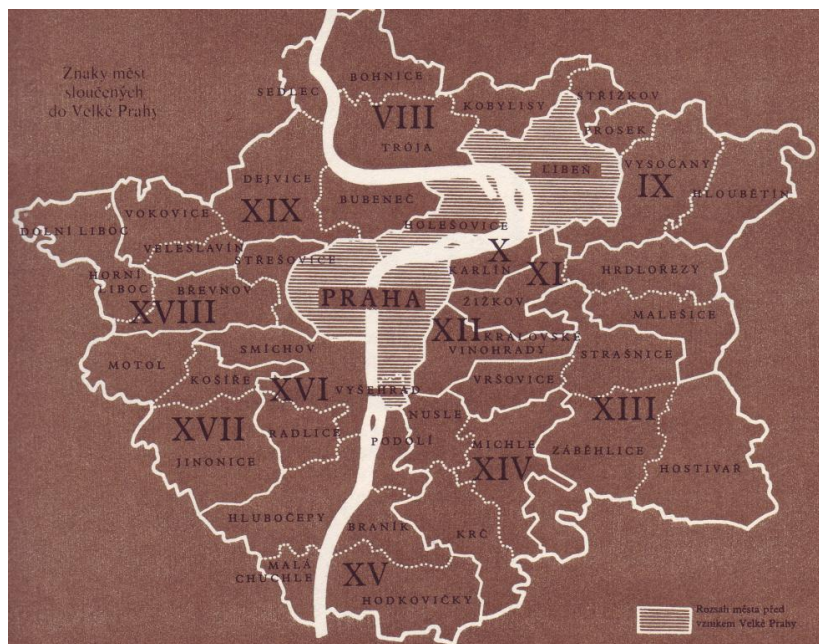 Znaky měst
sloučených
do Velké Prahy
BOHNICE
SEDLEC
KOBYLISY
STŘÍŽKOV
VIII
PROSEK
TRÓJA
LIBEŇ
VYSOČANY
DEJVICE
IX
HLOUBĚTÍN
BUBENEČ
XIX
VOKOVICE
HOLEŠOVICE
DOLNÍ LIBOC
VELESLAVÍN
X
STŘEŠOVICE
KARLÍN
XI
HRDLOŘEZY
HORNÍ
LIBOC
BŘEVNOV
PRAHA
ŽIŽKOV
XVIII
MALEŠICE
XII
KRÁLOVSKÉ
VINOHRADY
SMÍCHOV
STRAŠNICE
MOTOL
KOŠÍŘE
VRŠOVICE
XVI
VYŠEHRAD
XIII
NUSLE
XVII
RADLICE
PODOLÍ
MICHLE
ZÁBĚHLICE
JINONICE
XIV
HOSTIVAŘ
HLUBOČEPY
BRANÍK
KRČ
MALÁ
CHUCHLE
XV
HODKOVIČKY
Rozsah města před
vznikem Velké Prahy